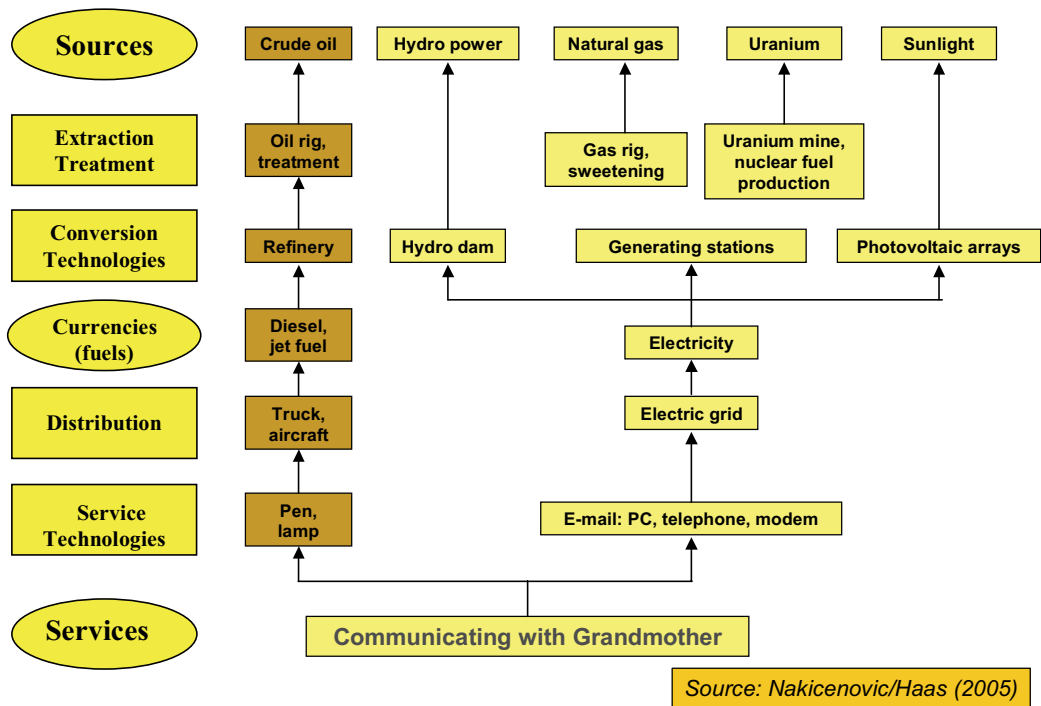 Sources
Crude oil
Hydro power
Natural gas
Uranium
Sunlight
Extraction
Treatment
Oil rig,
treatment
Gas rig,
sweetening
Uranium mine,
nuclear fuel
production
Conversion
Technologies
Refinery
Hydro dam
Generating stations
Photovoltaic arrays
Currencies
(fuels)
Diesel,
jet fuel
Electricity
Distribution
Truck,
aircraft
Electric grid
Service
Technologies
Pen,
lamp
E-mail: PC, telephone, modem
Services
Communicating with Grandmother
Source: Nakicenovic/Haas (2005)